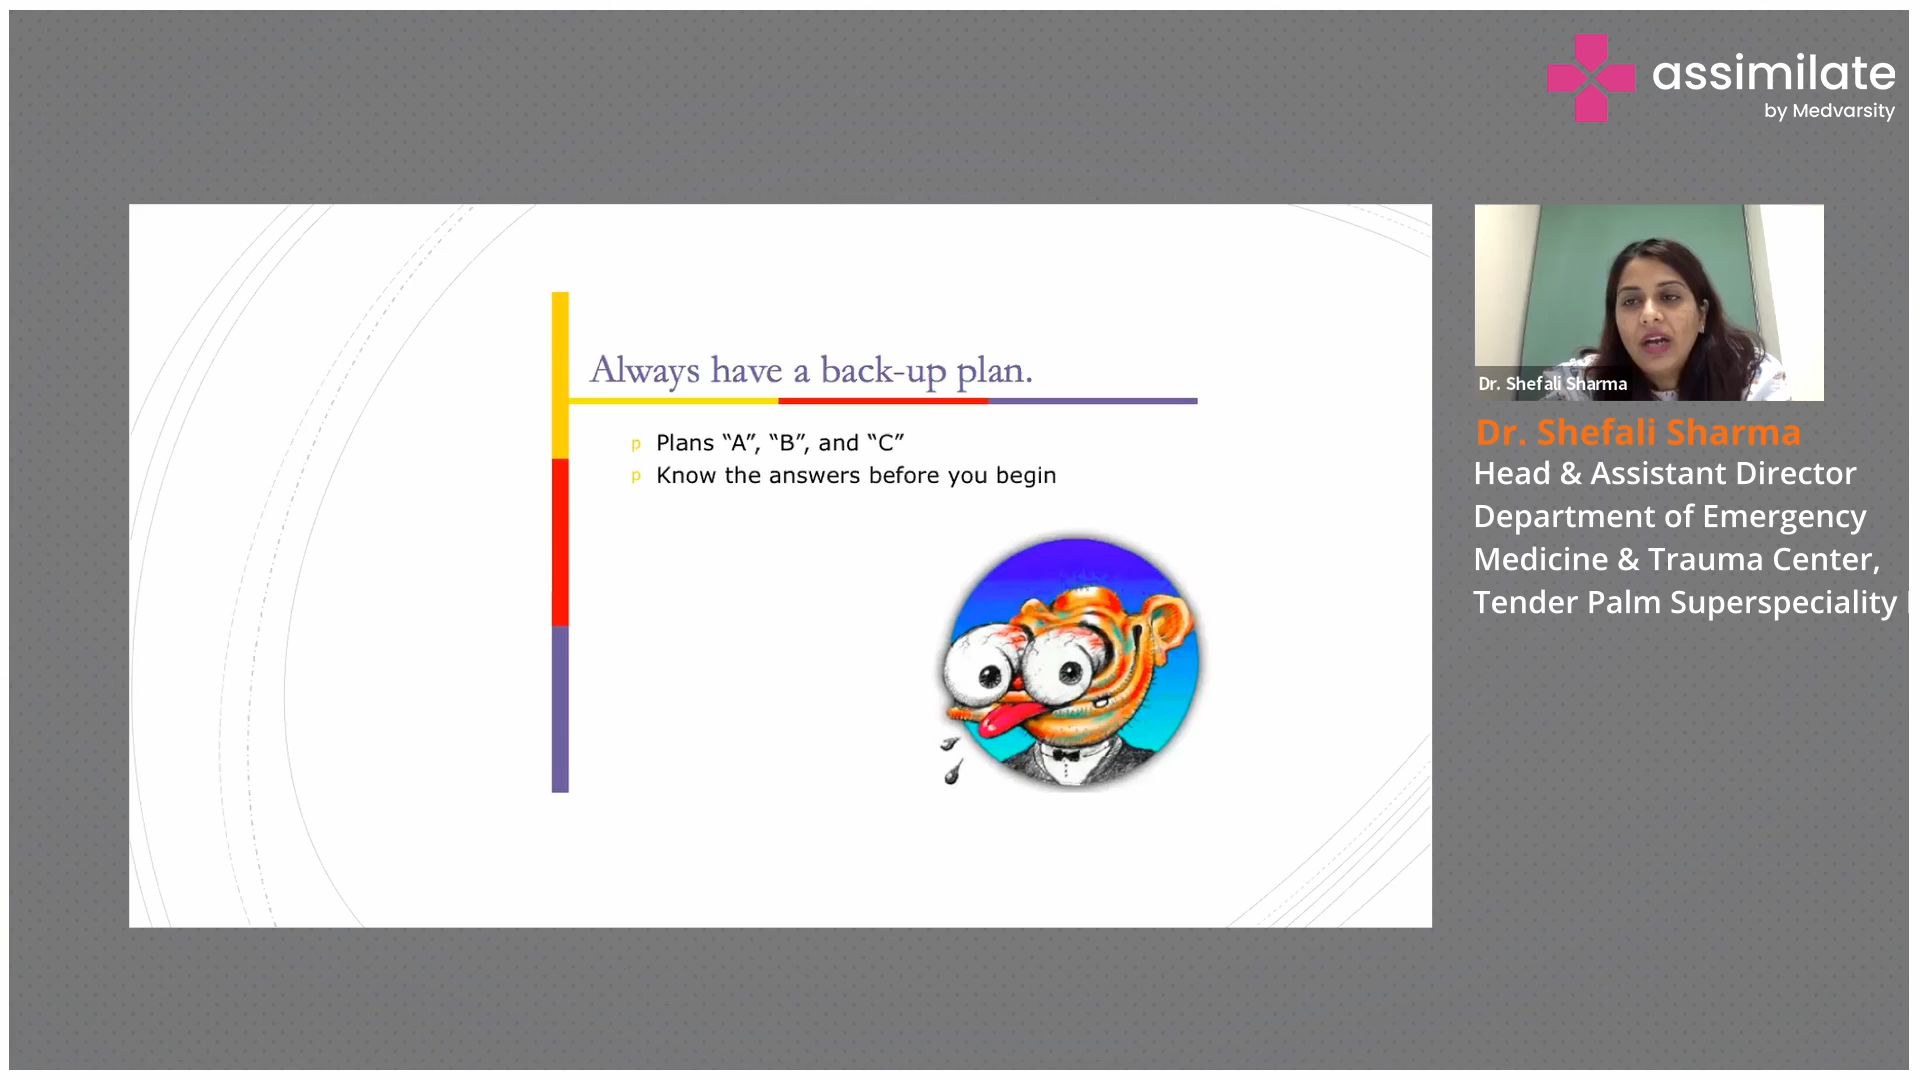 assimilate
by Medvarsity
Always have a back-up plan.
p Plans “A”, “B”, and “C”
p Know the answers before you begin
Dr. Shefali Sharma
Dr. Shefali Sharma
Head & Assistant Director
Department of Emergency
Medicine & Trauma Center,
Tender Palm Superspeciality